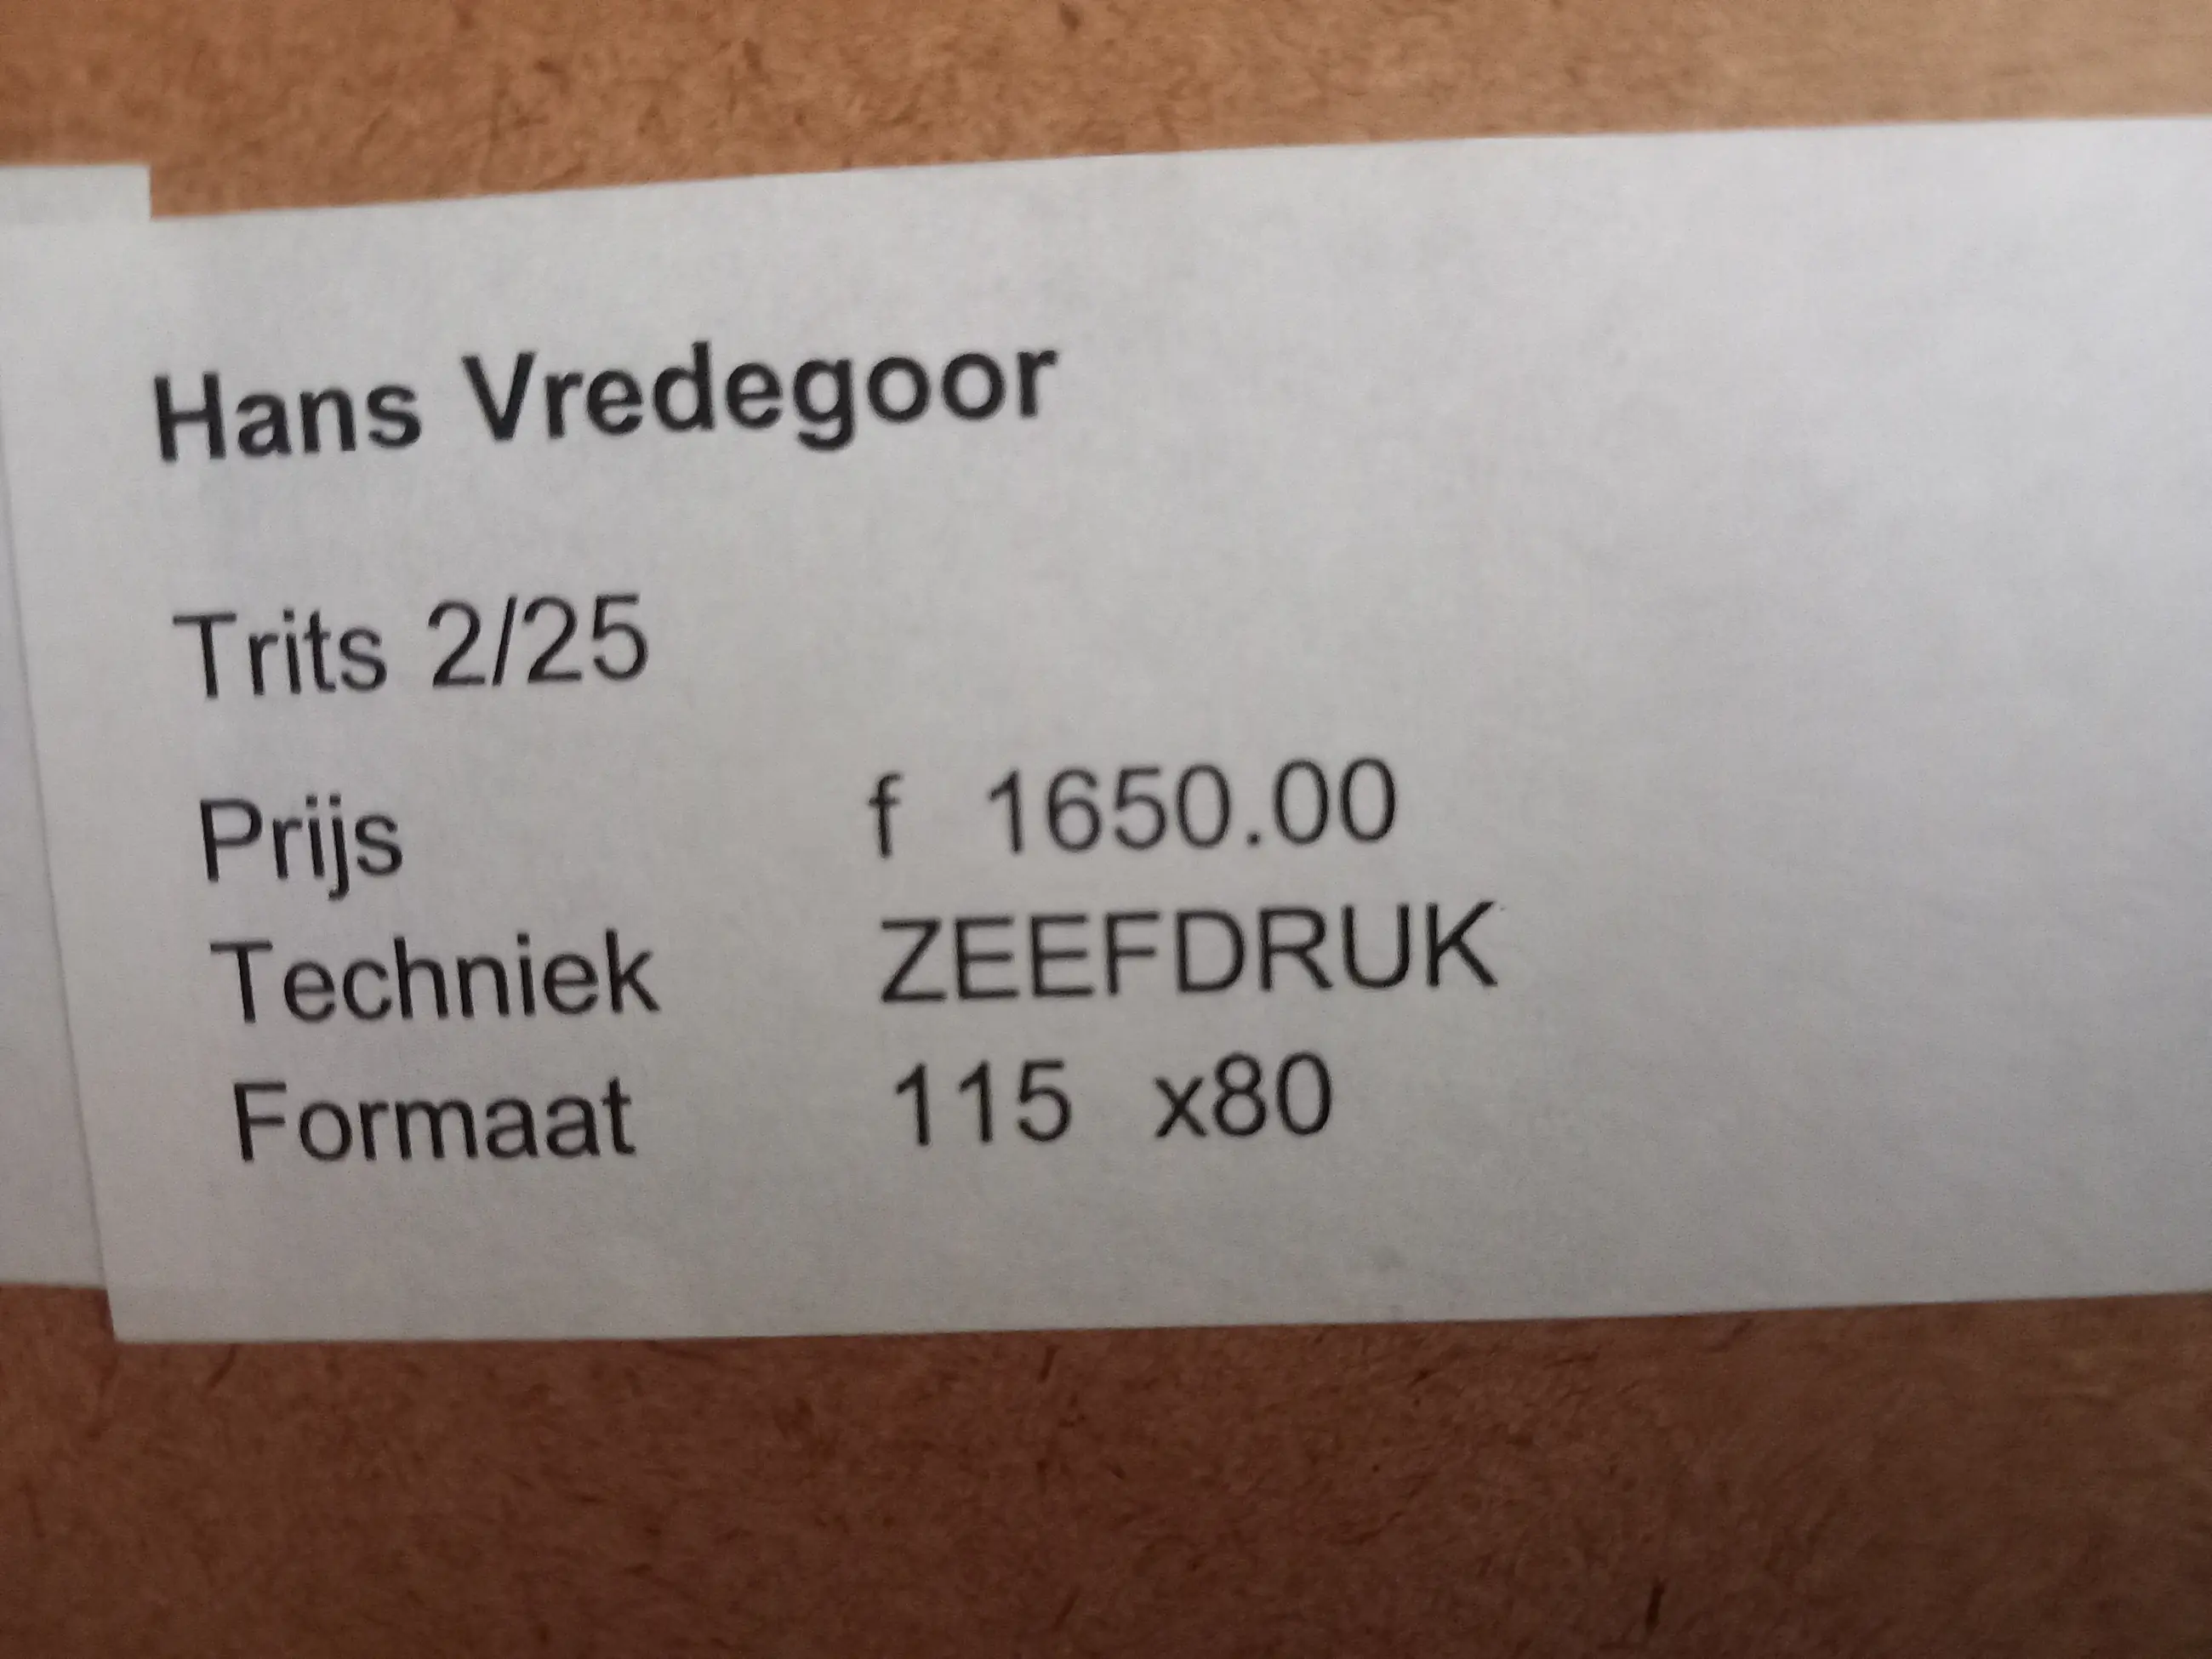 Hans Vredegoor
Trits 2/25
Prijs f 1650.00
Techniek ZEEFDRUK
Formaat 115 x80